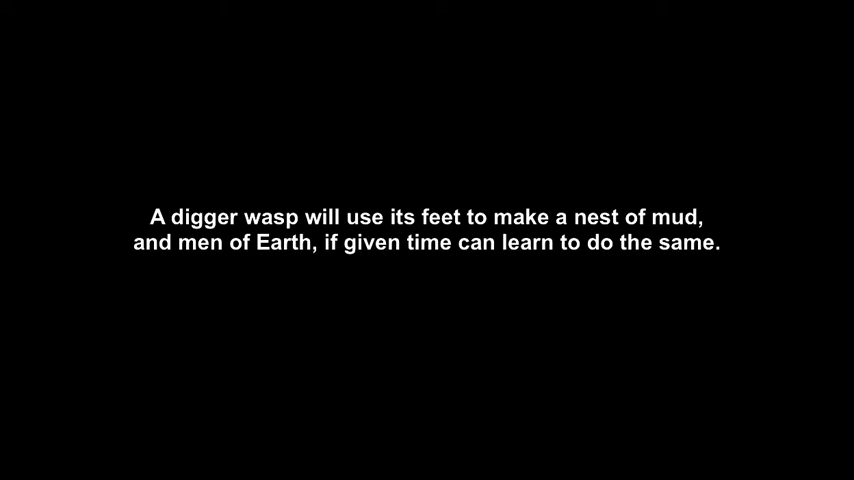 A digger wasp will use its feet to make a nest of mud,
and men of Earth, if given time can learn to do the same.